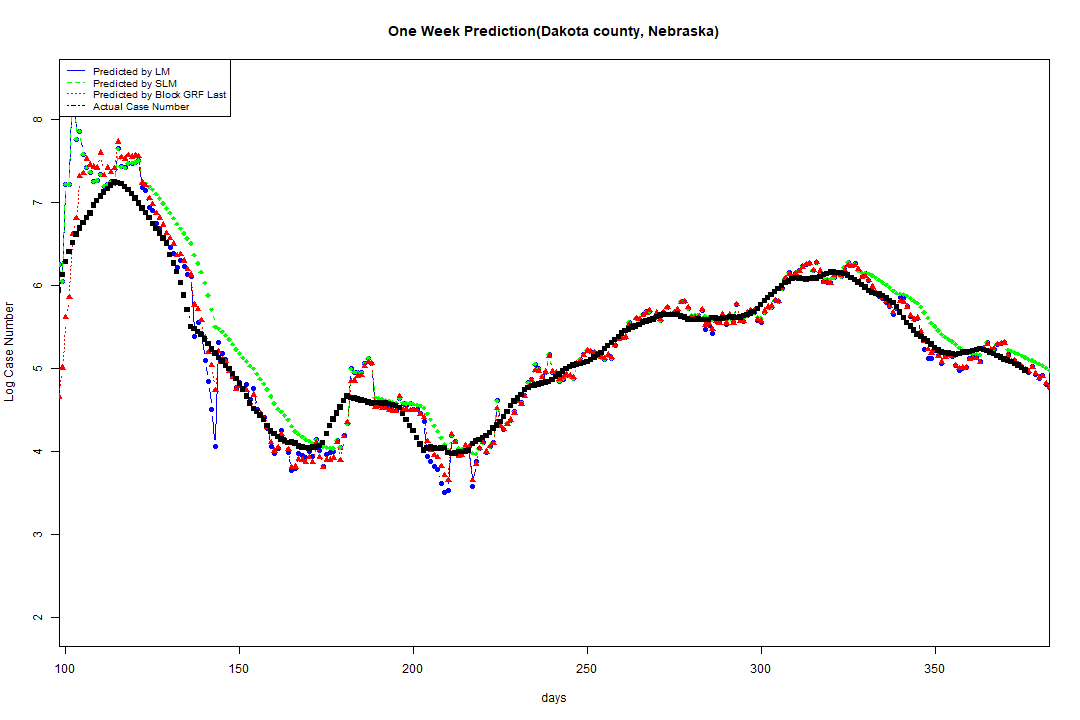 One Week Prediction(Dakota county, Nebraska)
Predicted by LM
Predicted by SLM
Predicted by Block GRF Last
Actual Case Number
Log Case Number
8
7
6
5
4
3
2
100 150 200 250 300 350
days